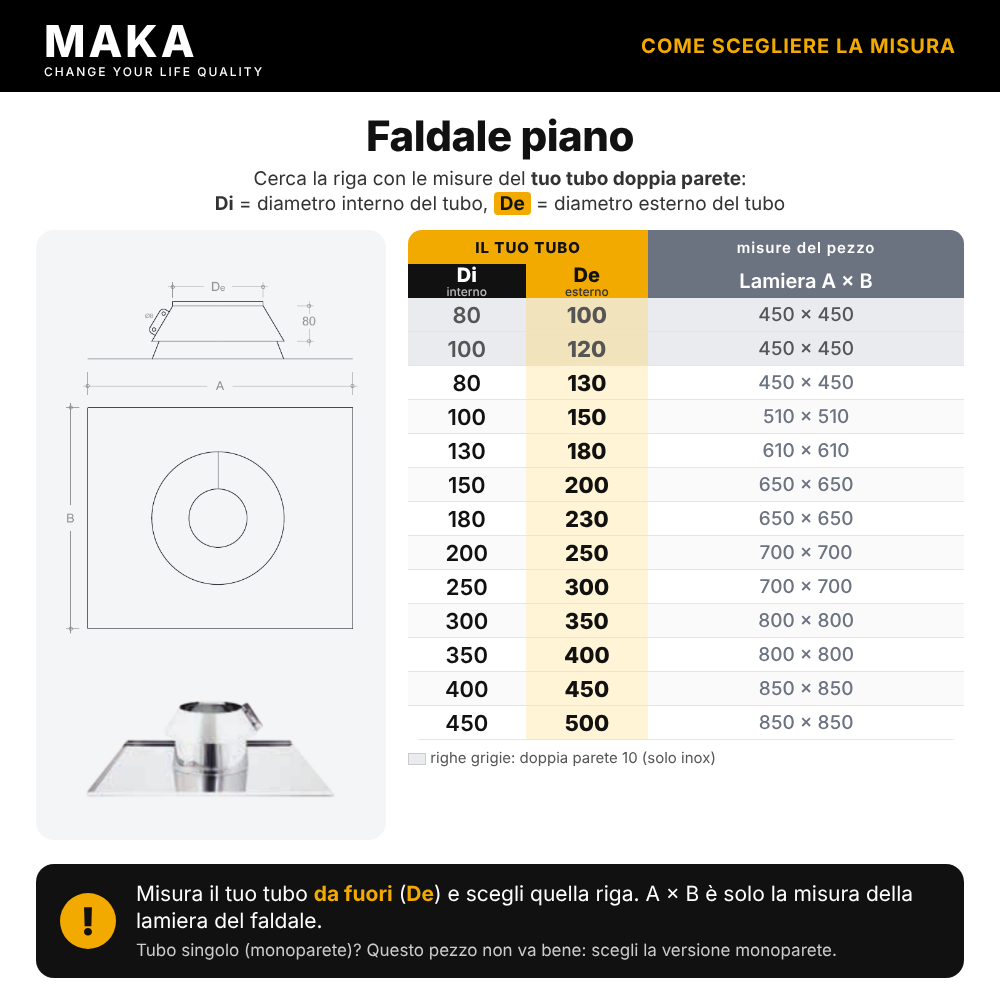 MAKA
CHANGE YOUR LIFE QUALITY
COME SCEGLIERE LA MISURA
Faldale piano
Cerca la riga con le misure del tuo tubo doppia parete:
Di = diametro interno del tubo, De = diametro esterno del tubo
De
80
A
B
IL TUO TUBO misure del pezzo
Di De Lamiera A × B
interno esterno
80 100 450 × 450
100 120 450 × 450
80 130 450 × 450
100 150 510 × 510
130 180 610 × 610
150 200 650 × 650
180 230 650 × 650
200 250 700 × 700
250 300 700 × 700
300 350 800 × 800
350 400 800 × 800
400 450 850 × 850
450 500 850 × 850
righe grigie: doppia parete 10 (solo inox)
! Misura il tuo tubo da fuori (De) e scegli quella riga. A × B è solo la misura della
lamiera del faldale.
Tubo singolo (monoparete)? Questo pezzo non va bene: scegli la versione monoparete.